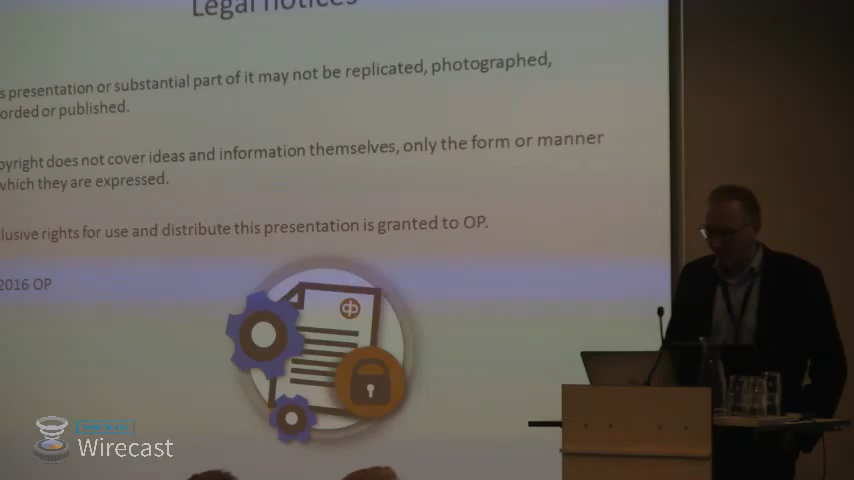 Legal notices
s presentation or substantial part of it may not be replicated, photographed,
orded or published.
pyright does not cover ideas and information themselves, only the form or manner
which they are expressed.
lusive rights for use and distribute this presentation is granted to OP.
2016 OP
Wirecast